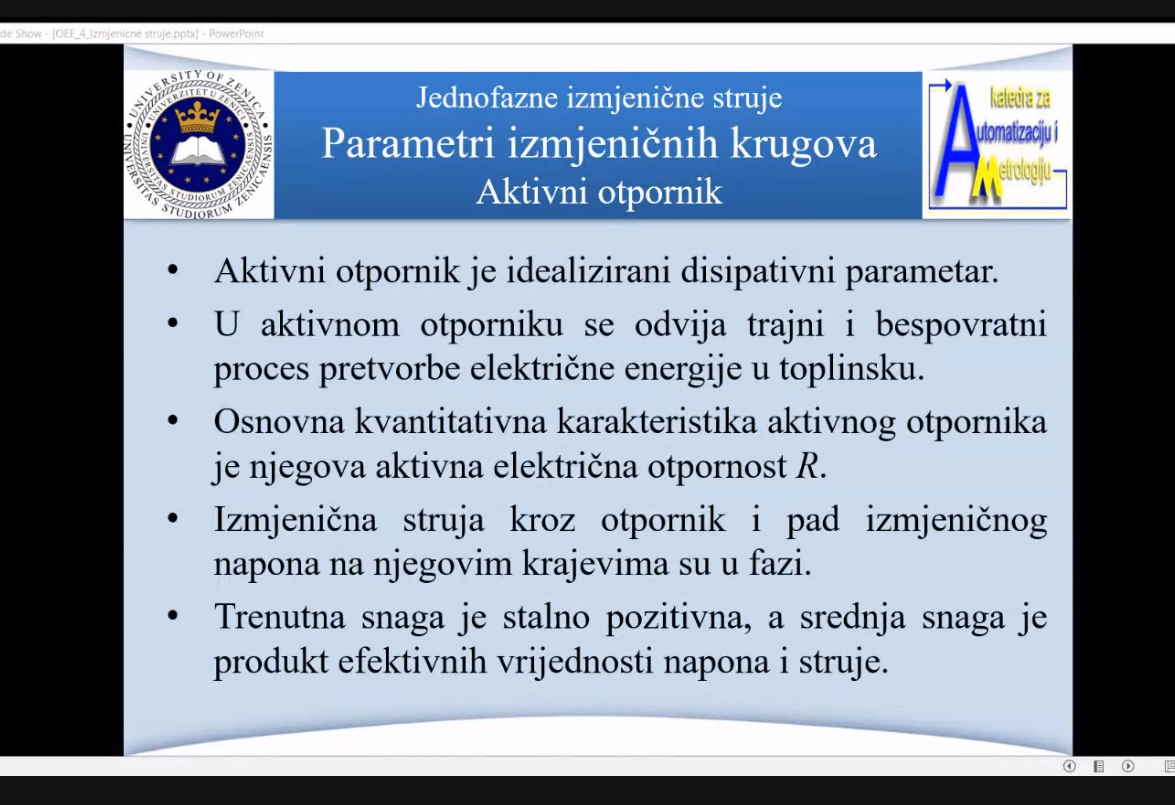 de Show - [OEE_4_Izmjenicne struje.pptx] - PowerPoint
UNIVERSITY OF ZENICA
UNIVERZITET U ZENICI
UNIVERSITAS STUDIORUM ZENICAENSIS
STUDIORUM
Jednofazne izmjenične struje
Parametri izmjeničnih krugova
Aktivni otpornik
katedra za
Automatizaciju i
Metrologiju
• Aktivni otpornik je idealizirani disipativni parametar.
• U aktivnom otporniku se odvija trajni i bespovratni
proces pretvorbe električne energije u toplinsku.
• Osnovna kvantitativna karakteristika aktivnog otpornika
je njegova aktivna električna otpornost R.
• Izmjenična struja kroz otpornik i pad izmjeničnog
napona na njegovim krajevima su u fazi.
• Trenutna snaga je stalno pozitivna, a srednja snaga je
produkt efektivnih vrijednosti napona i struje.